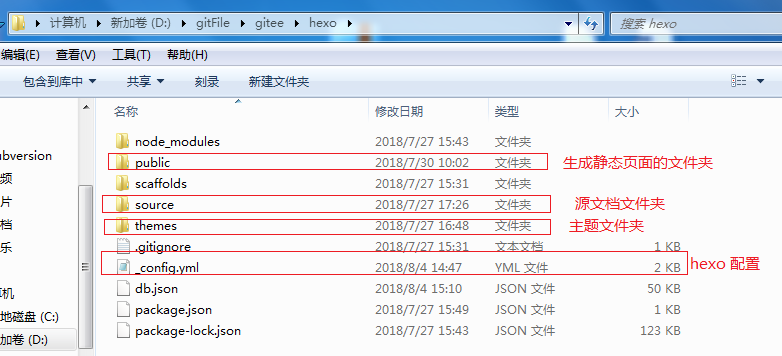 计算机 新加卷 (D:) gitFile gitee hexo 搜索 hexo
编辑(E) 查看(V) 工具(T) 帮助(H)
包含到库中 共享 刻录 新建文件夹
名称 修改日期 类型 大小
node_modules 2018/7/27 15:43 文件夹
public 2018/7/30 10:02 文件夹 生成静态页面的文件夹
scaffolds 2018/7/27 15:31 文件夹
source 2018/7/27 17:26 文件夹 源文档文件夹
themes 2018/7/27 16:48 文件夹 主题文件夹
.gitignore 2018/7/27 15:31 文本文档 1 KB
_config.yml 2018/8/4 14:47 YML 文件 2 KB hexo 配置
db.json 2018/8/4 15:10 JSON 文件 50 KB
package.json 2018/7/27 15:49 JSON 文件 1 KB
package-lock.json 2018/7/27 15:43 JSON 文件 123 KB
ubversion
频
片
档
乐
算机
地磁盘 (C:)
加卷 (D:)